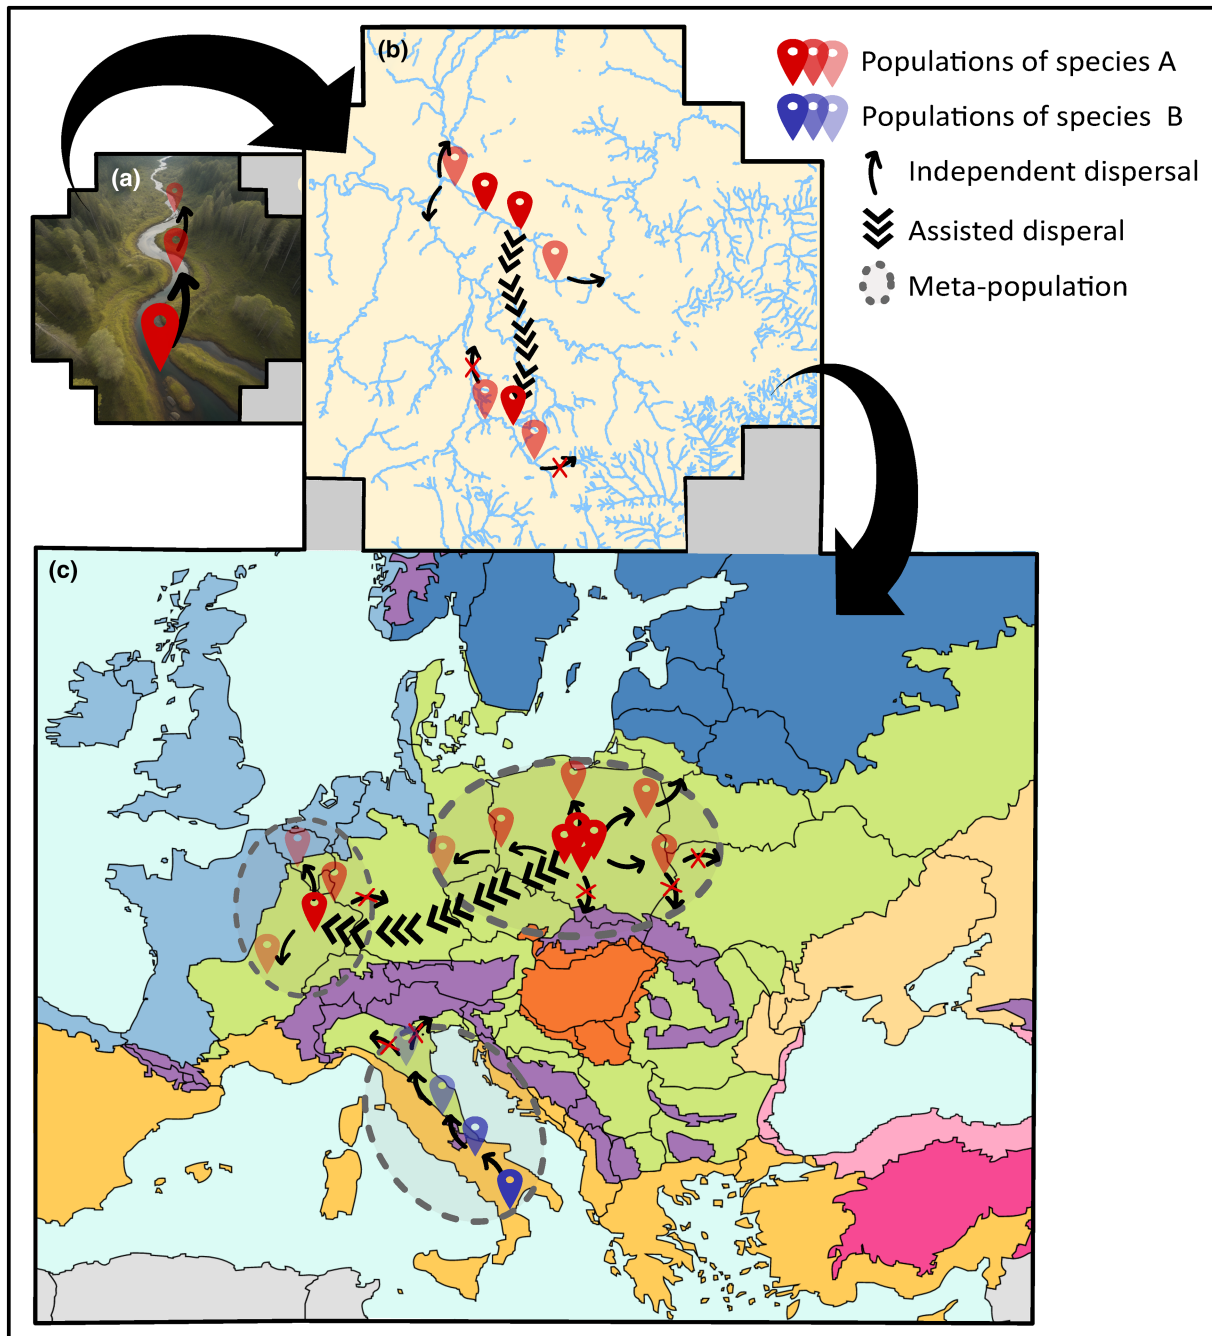 (b)
Populations of species A
Populations of species B
(a)
Independent dispersal
Assisted disperal
Meta-population
(c)